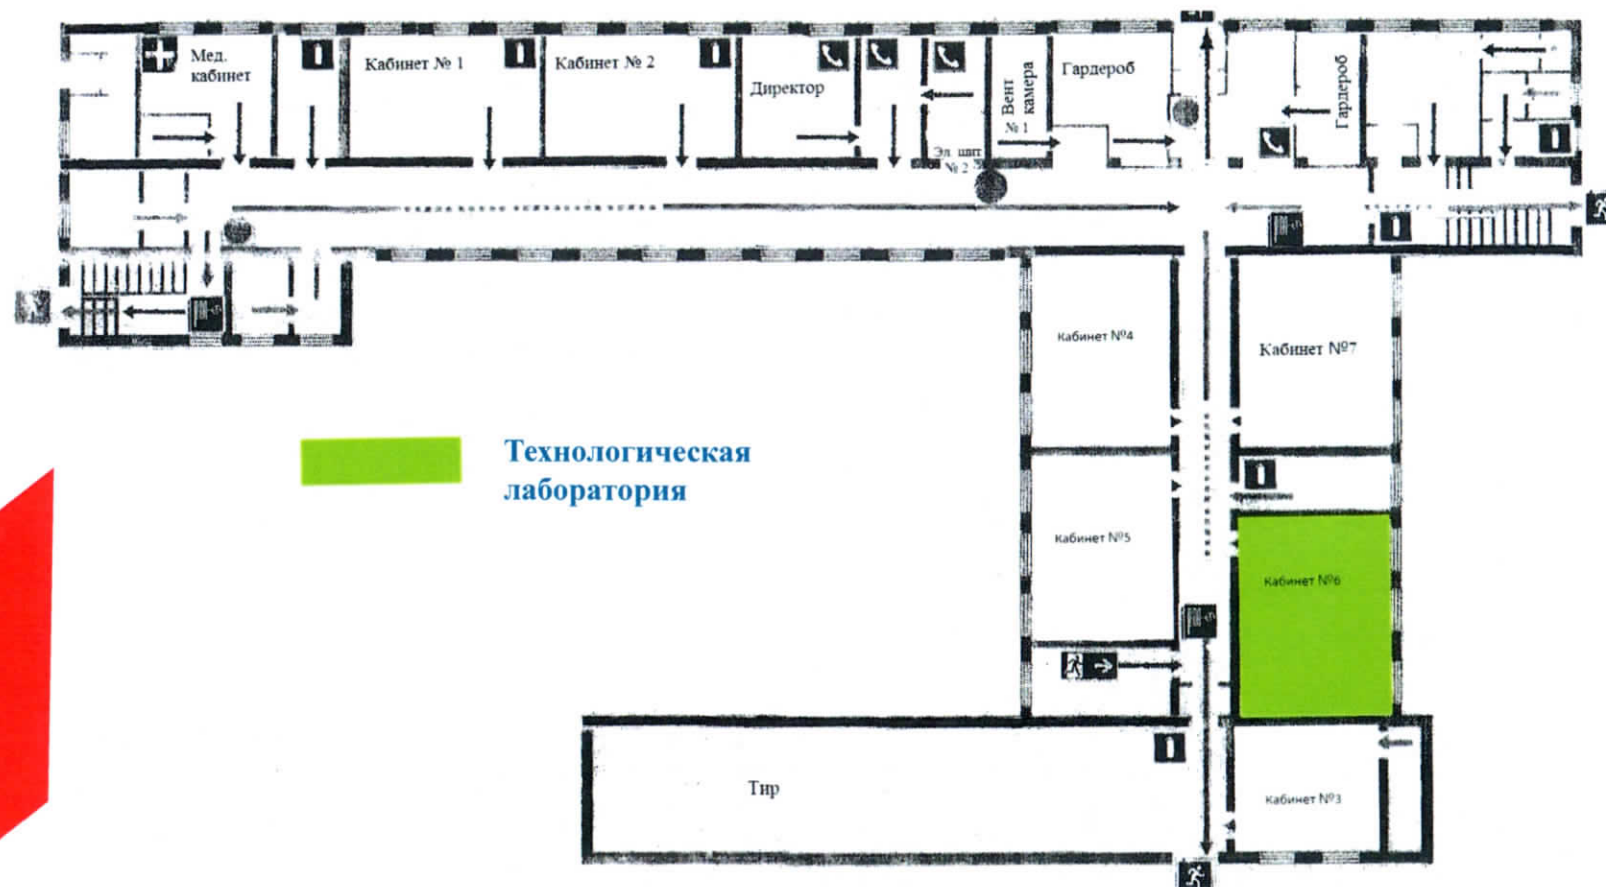 Мед.
кабинет
Кабинет № 1
Кабинет № 2
Директор
Эл. щит
№ 2
Вент
камера
№ 1
Гардероб
Гардероб
Кабинет №4
Кабинет №7
Технологическая
лаборатория
Кабинет №5
Кабинет №6
Тир
Кабинет №3